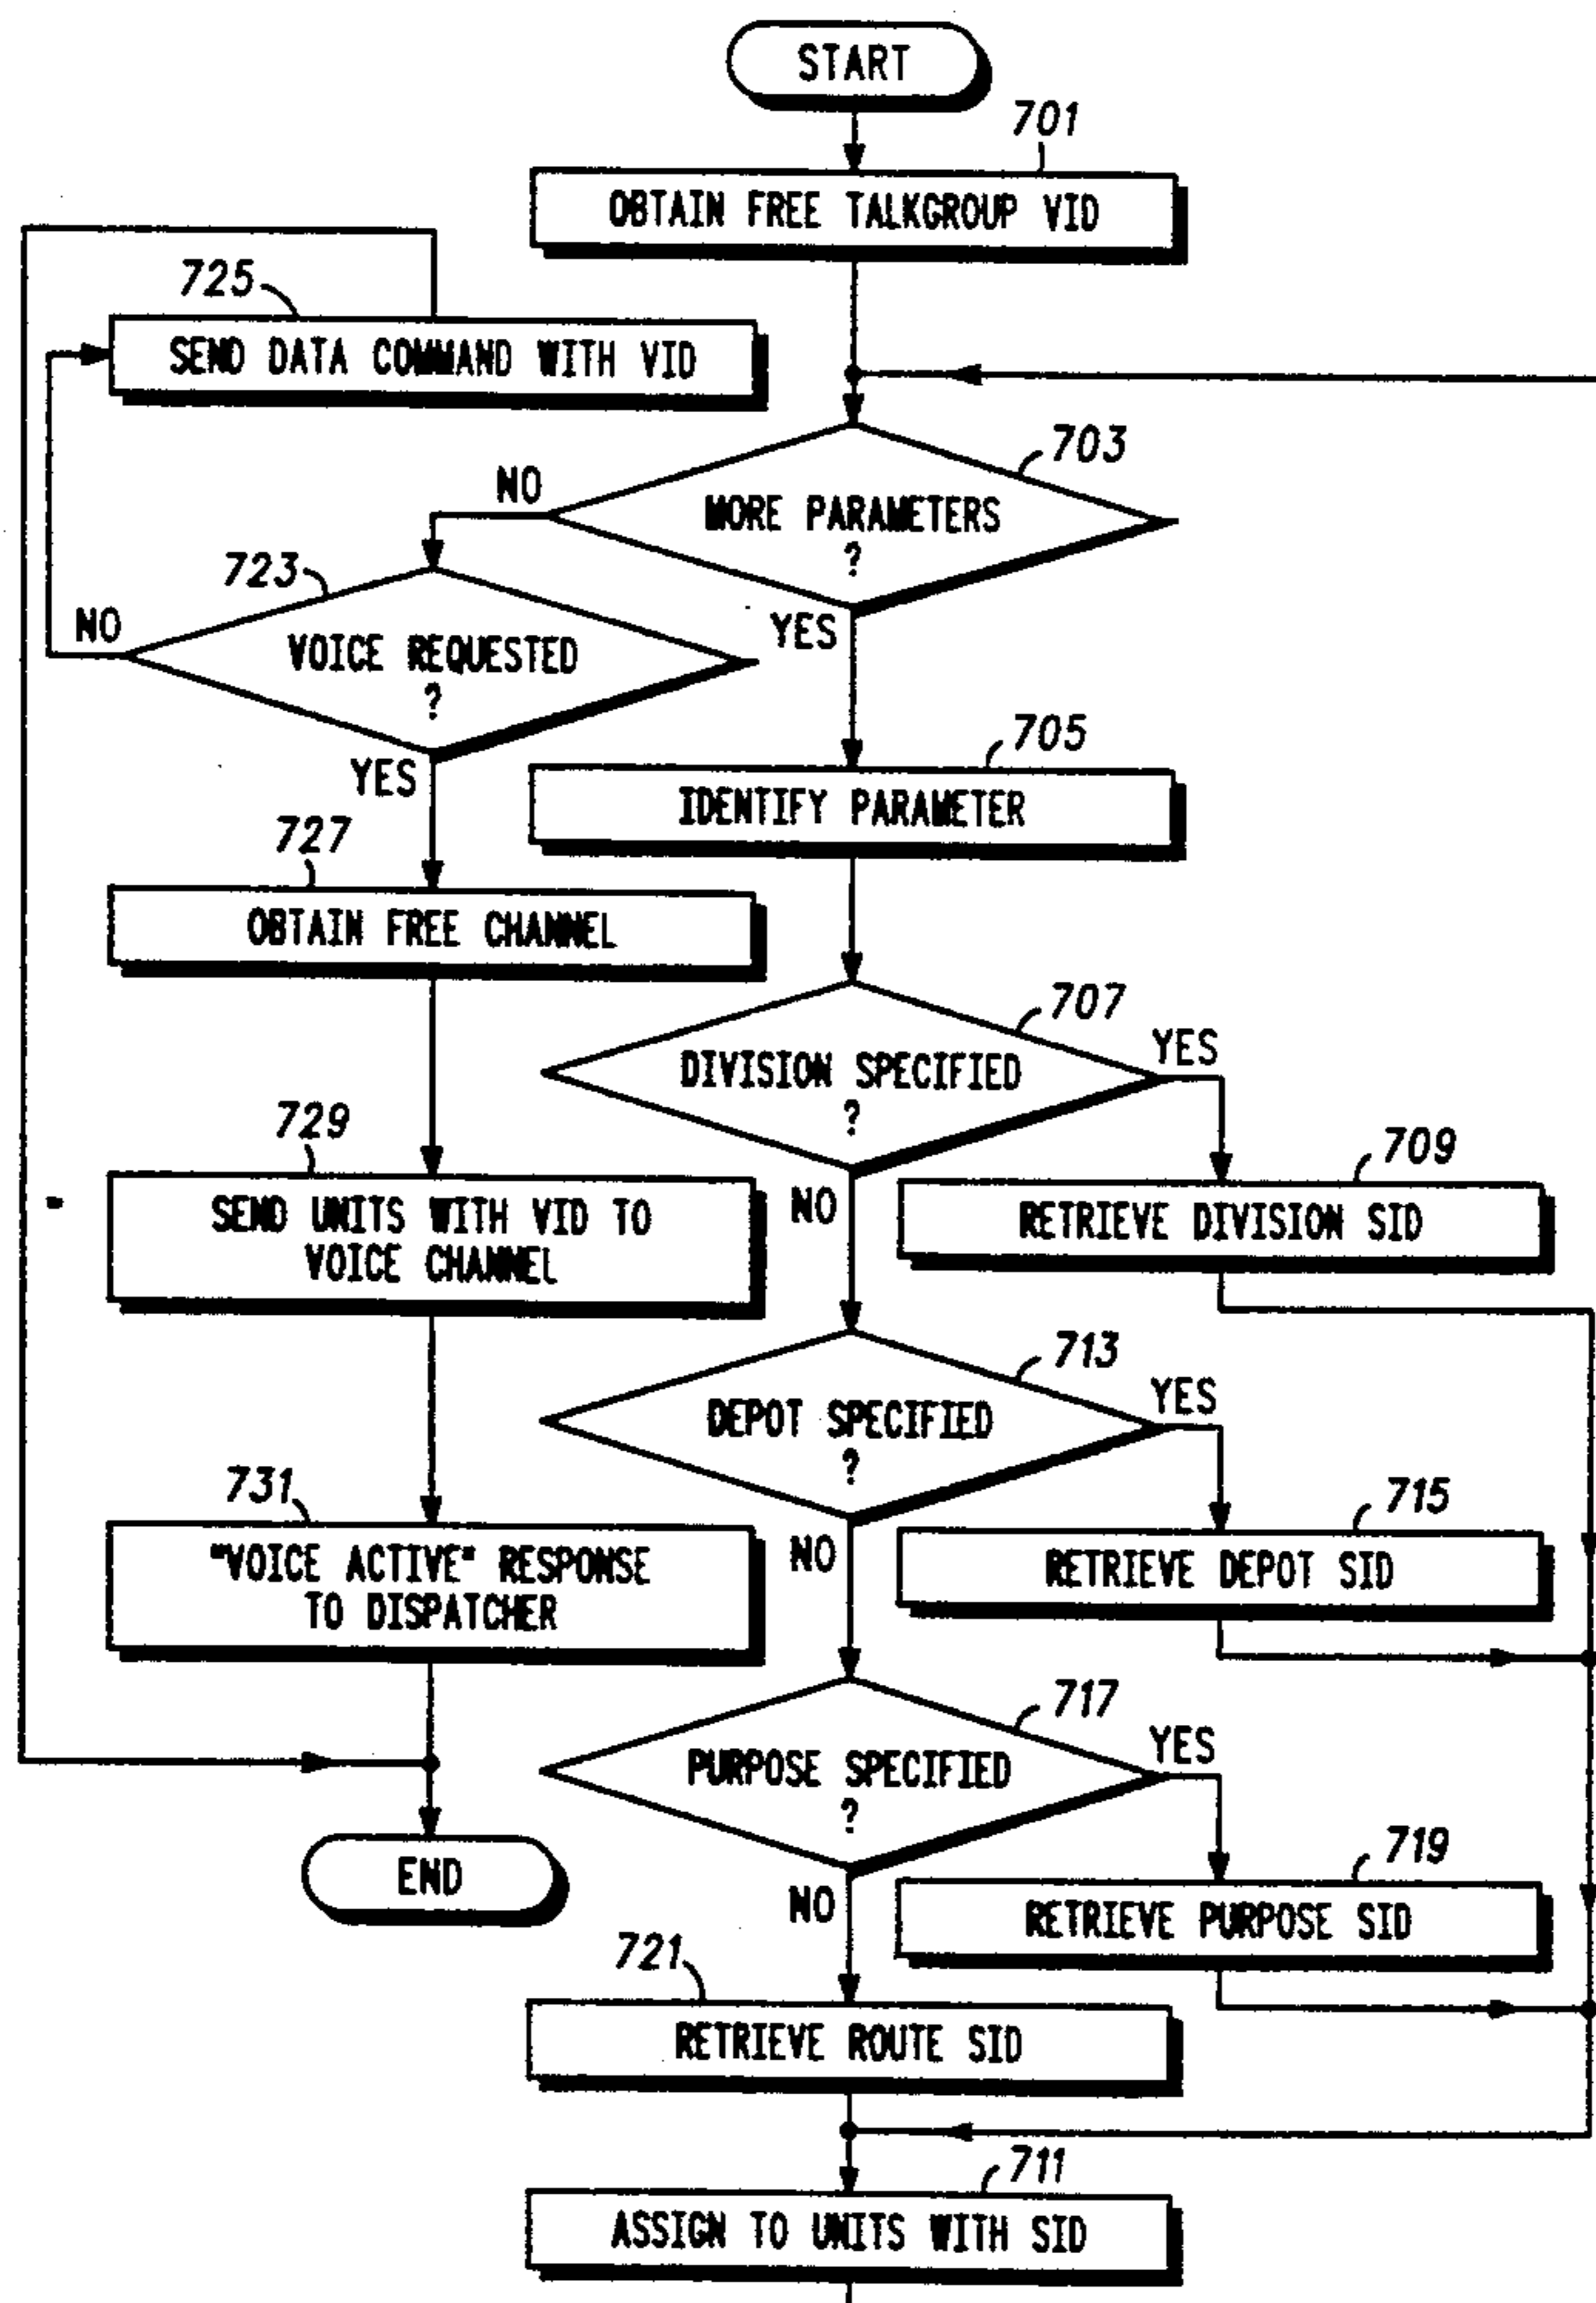 START
701
OBTAIN FREE TALKGROUP VID
725
SEND DATA COMMAND WITH VID
703
NO
MORE PARAMETERS
?
723
NO
YES
VOICE REQUESTED
?
705
YES
IDENTIFY PARAMETER
727
OBTAIN FREE CHANNEL
707
YES
DIVISION SPECIFIED
?
729
709
NO
SEND UNITS WITH VID TO
VOICE CHANNEL
RETRIEVE DIVISION SID
713
YES
DEPOT SPECIFIED
?
731
715
NO
"VOICE ACTIVE" RESPONSE
TO DISPATCHER
RETRIEVE DEPOT SID
717
YES
PURPOSE SPECIFIED
?
719
END
NO
RETRIEVE PURPOSE SID
721
RETRIEVE ROUTE SID
711
ASSIGN TO UNITS WITH SID